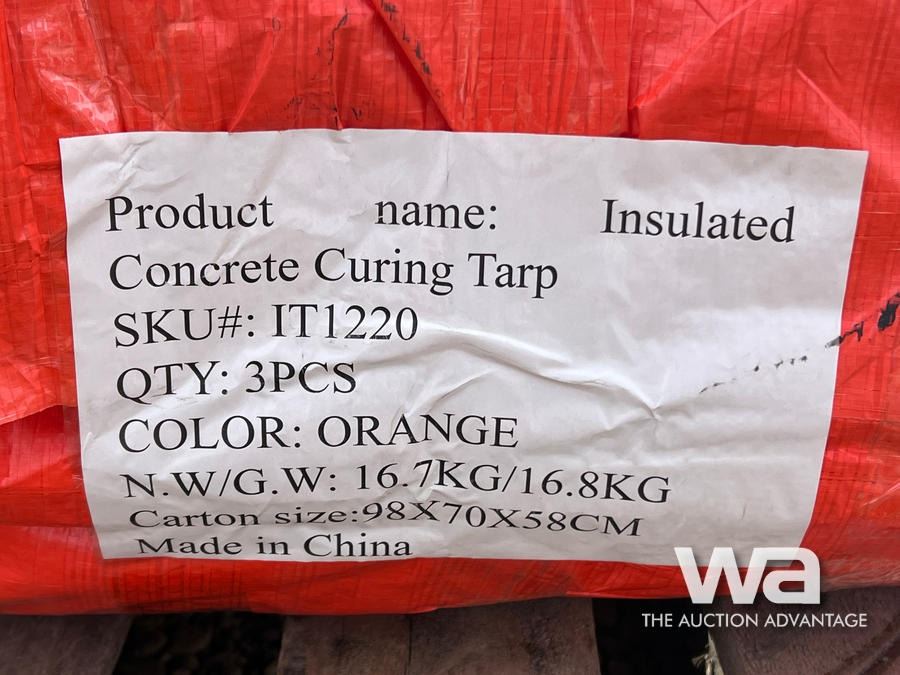 Product name: Insulated
Concrete Curing Tarp
SKU#: IT1220
QTY: 3PCS
COLOR: ORANGE
N.W/G.W: 16.7KG/16.8KG
Carton size:98X70X58CM
Made in China
wa
THE AUCTION ADVANTAGE